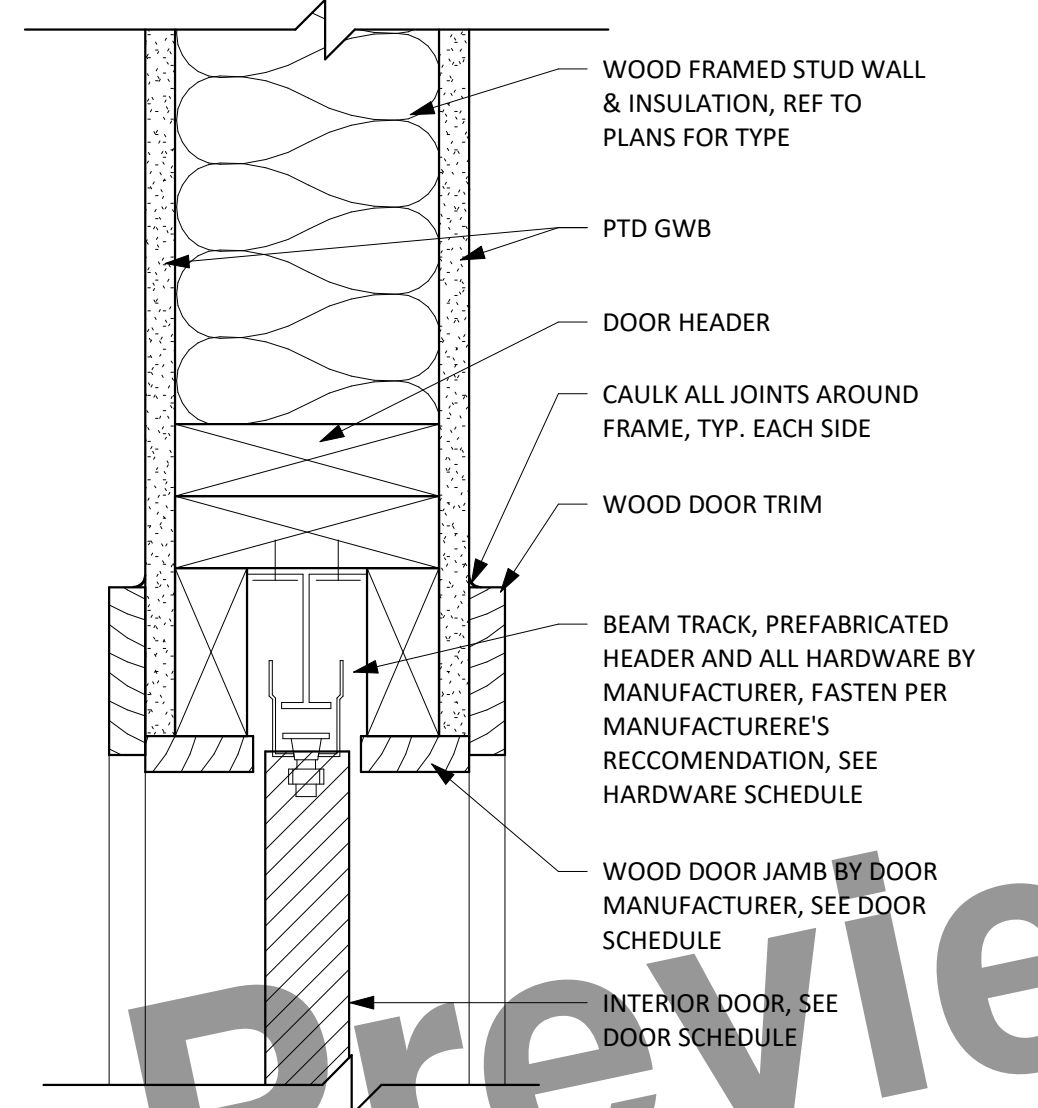 WOOD FRAMED STUD WALL
& INSULATION, REF TO
PLANS FOR TYPE
PTD GWB
DOOR HEADER
CAULK ALL JOINTS AROUND
FRAME, TYP. EACH SIDE
WOOD DOOR TRIM
BEAM TRACK, PREFABRICATED
HEADER AND ALL HARDWARE BY
MANUFACTURER, FASTEN PER
MANUFACTURERE'S
RECCOMENDATION, SEE
HARDWARE SCHEDULE
WOOD DOOR JAMB BY DOOR
MANUFACTURER, SEE DOOR
SCHEDULE
INTERIOR DOOR, SEE
DOOR SCHEDULE
Previe